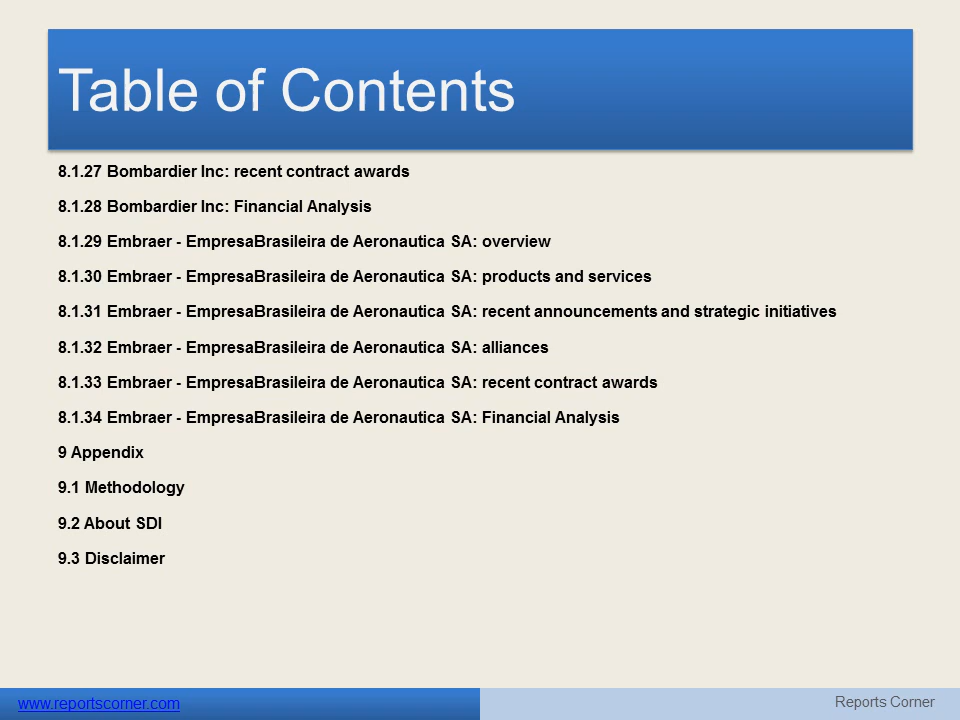 Table of Contents
8.1.27 Bombardier Inc: recent contract awards
8.1.28 Bombardier Inc: Financial Analysis
8.1.29 Embraer - EmpresaBrasileira de Aeronautica SA: overview
8.1.30 Embraer - EmpresaBrasileira de Aeronautica SA: products and services
8.1.31 Embraer - EmpresaBrasileira de Aeronautica SA: recent announcements and strategic initiatives
8.1.32 Embraer - EmpresaBrasileira de Aeronautica SA: alliances
8.1.33 Embraer - EmpresaBrasileira de Aeronautica SA: recent contract awards
8.1.34 Embraer - EmpresaBrasileira de Aeronautica SA: Financial Analysis
9 Appendix
9.1 Methodology
9.2 About SDI
9.3 Disclaimer
www.reportscorner.com
Reports Corner